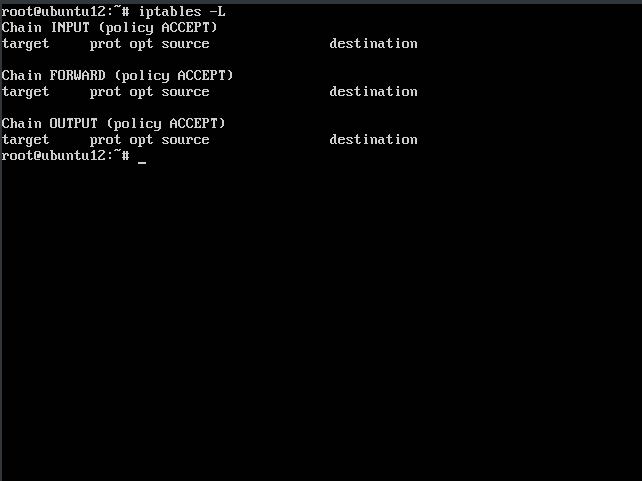 root@ubuntu12:~# iptables -L
Chain INPUT (policy ACCEPT)
target     prot opt source               destination
Chain FORWARD (policy ACCEPT)
target     prot opt source               destination
Chain OUTPUT (policy ACCEPT)
target     prot opt source               destination
root@ubuntu12:~# _